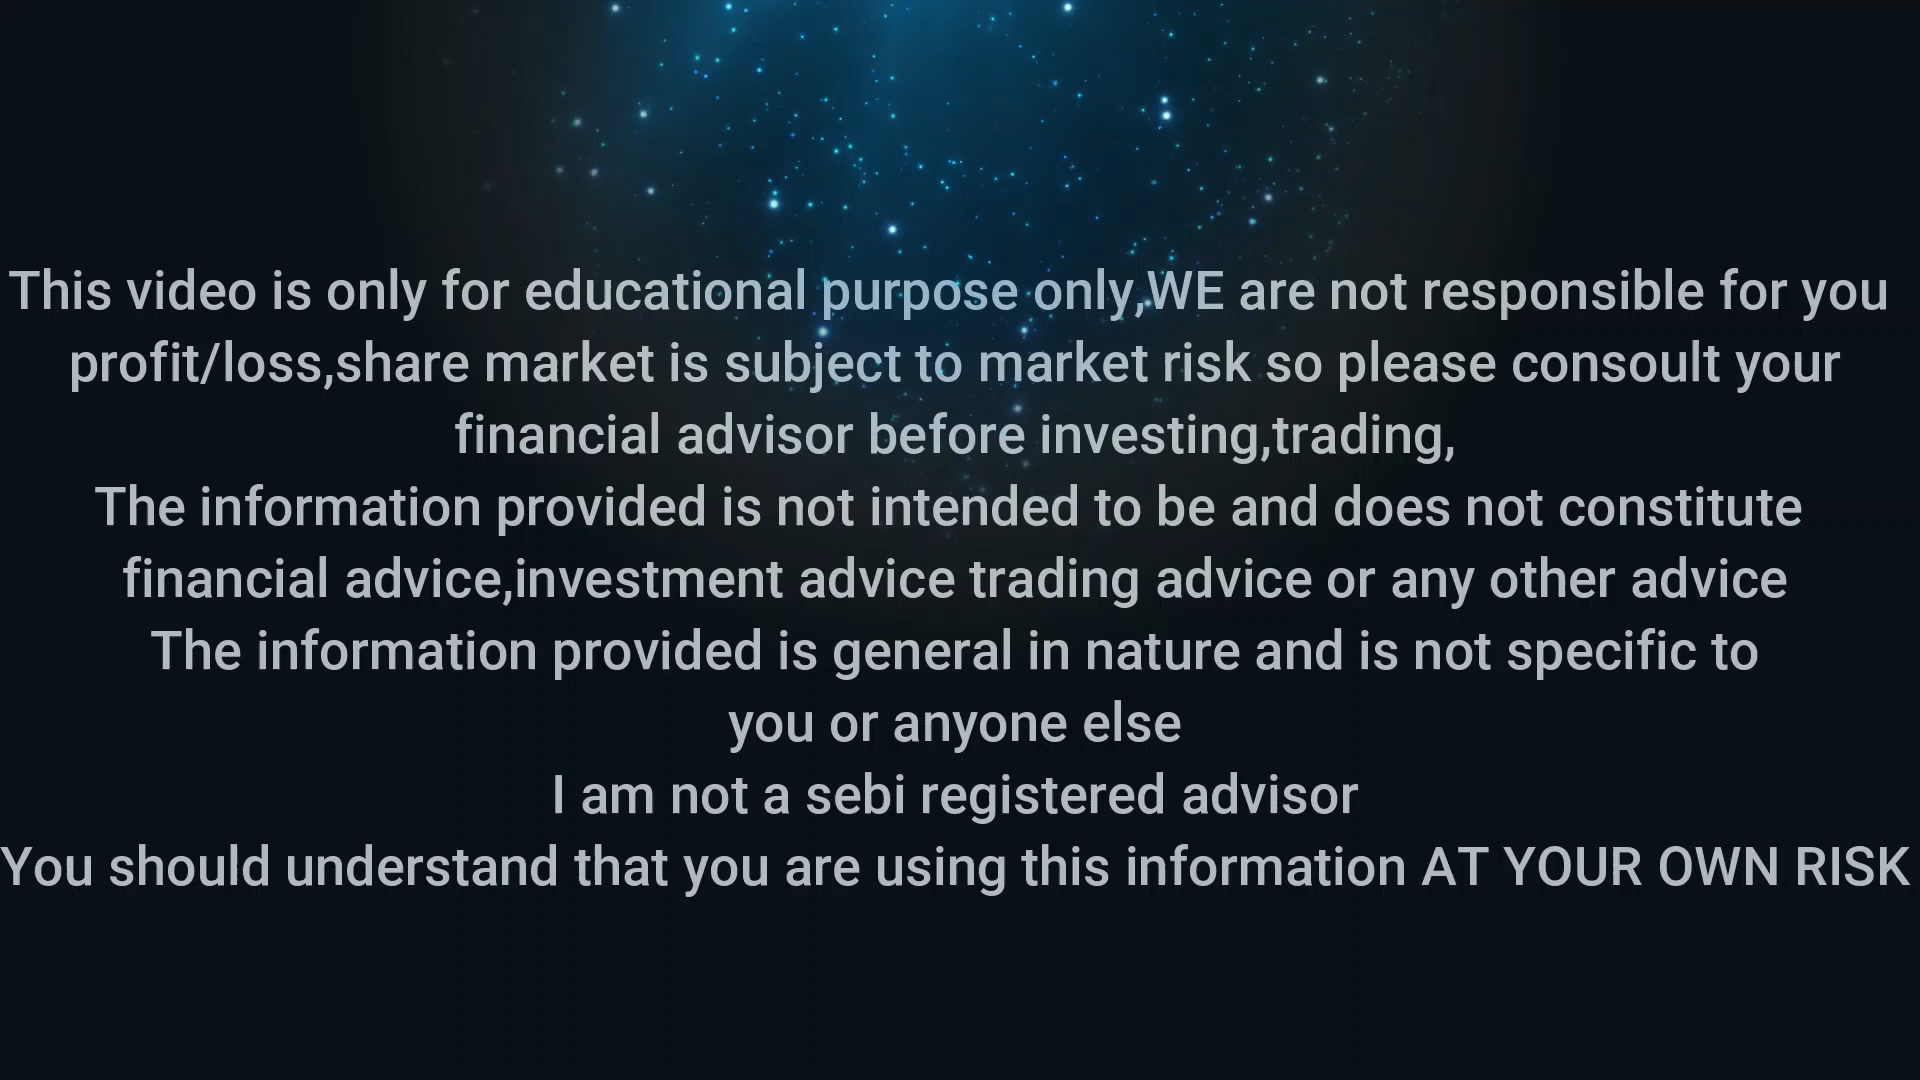 This video is only for educational purpose only,WE are not responsible for you
profit/loss,share market is subject to market risk so please consoult your
financial advisor before investing,trading,
The information provided is not intended to be and does not constitute
financial advice,investment advice trading advice or any other advice
The information provided is general in nature and is not specific to
you or anyone else
I am not a sebi registered advisor
You should understand that you are using this information AT YOUR OWN RISK